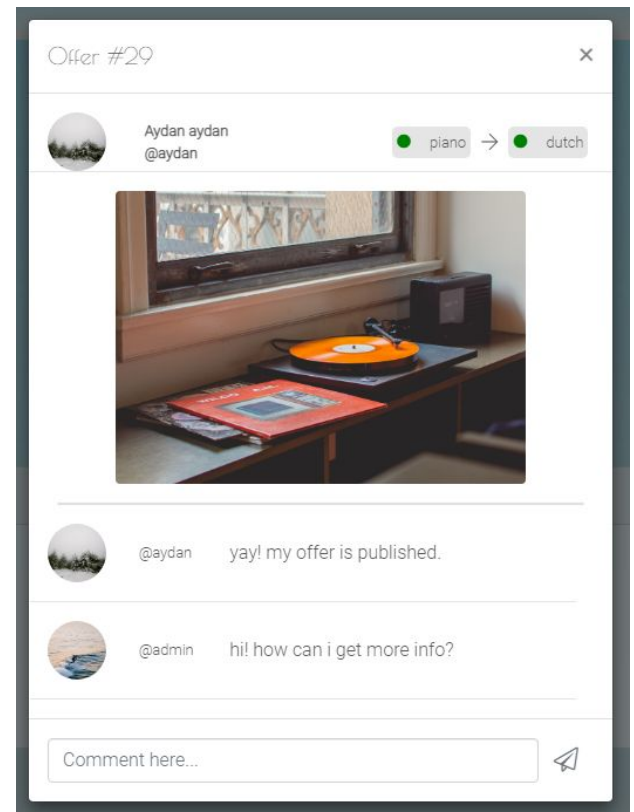 Offer #29 ×
Aydan aydan
@aydan
piano → dutch
WILCO A.M.
@aydan yay! my offer is published.
@admin hi! how can i get more info?
Comment here...